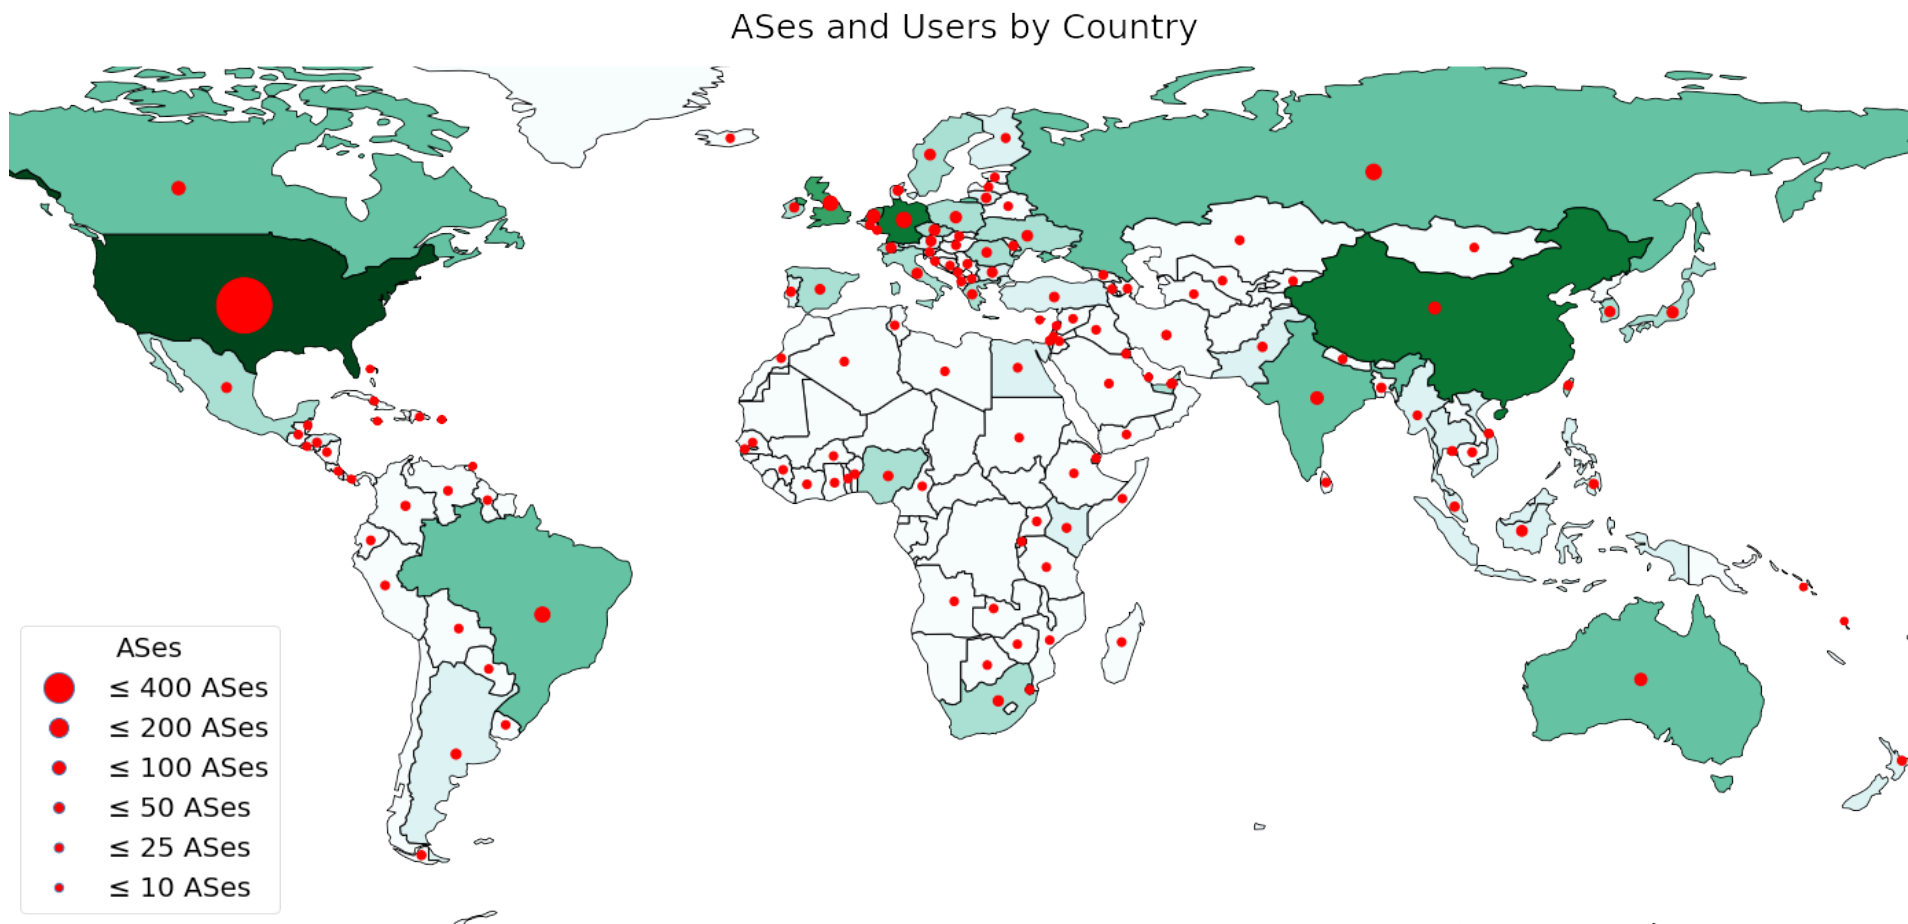 ASes and Users by Country
ASes
≤ 400 ASes
≤ 200 ASes
≤ 100 ASes
≤ 50 ASes
≤ 25 ASes
≤ 10 ASes